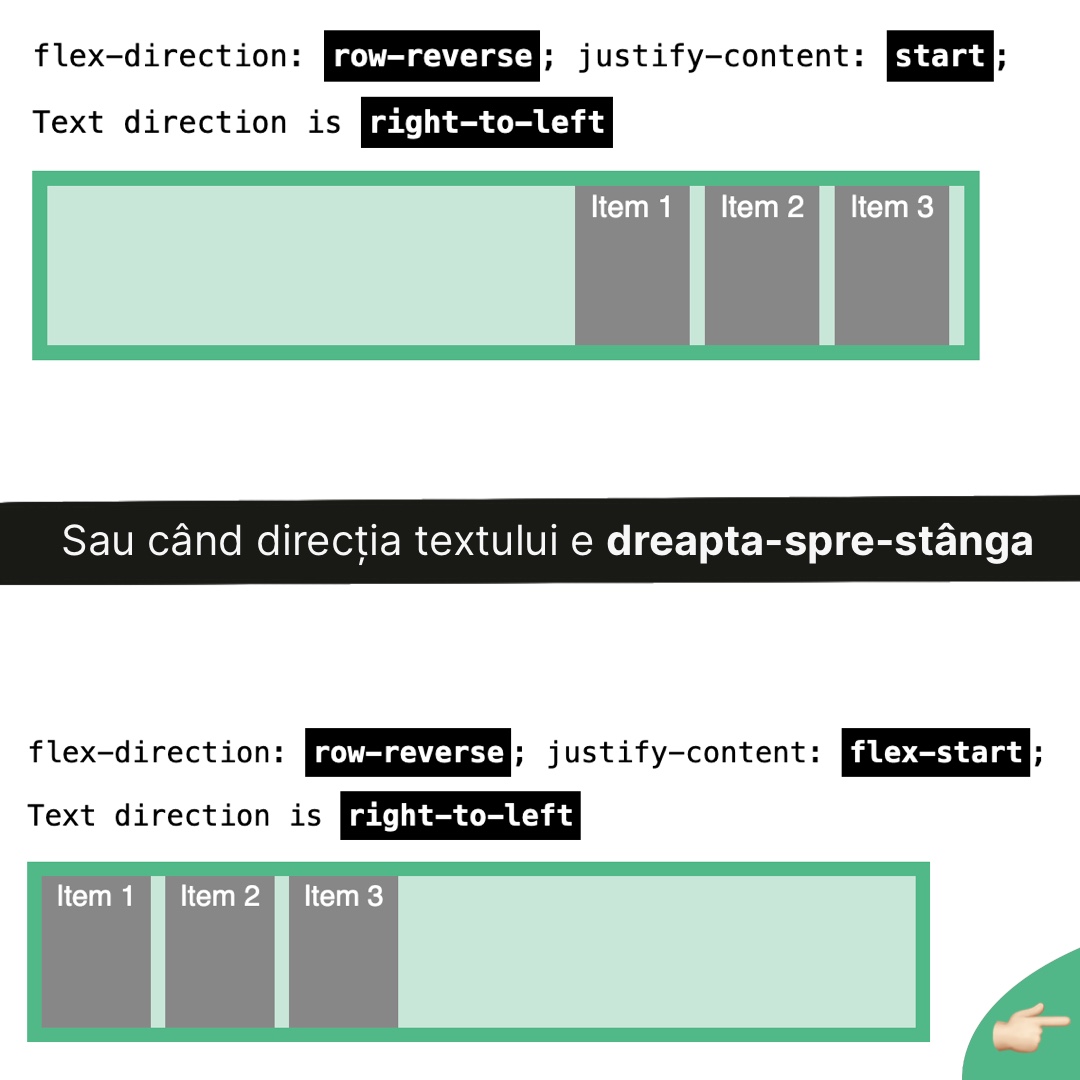 flex-direction: row-reverse; justify-content: start;
Text direction is right-to-left
Item 1 Item 2 Item 3
Sau când direcția textului e dreapta-spre-stânga
flex-direction: row-reverse; justify-content: flex-start;
Text direction is right-to-left
Item 1 Item 2 Item 3